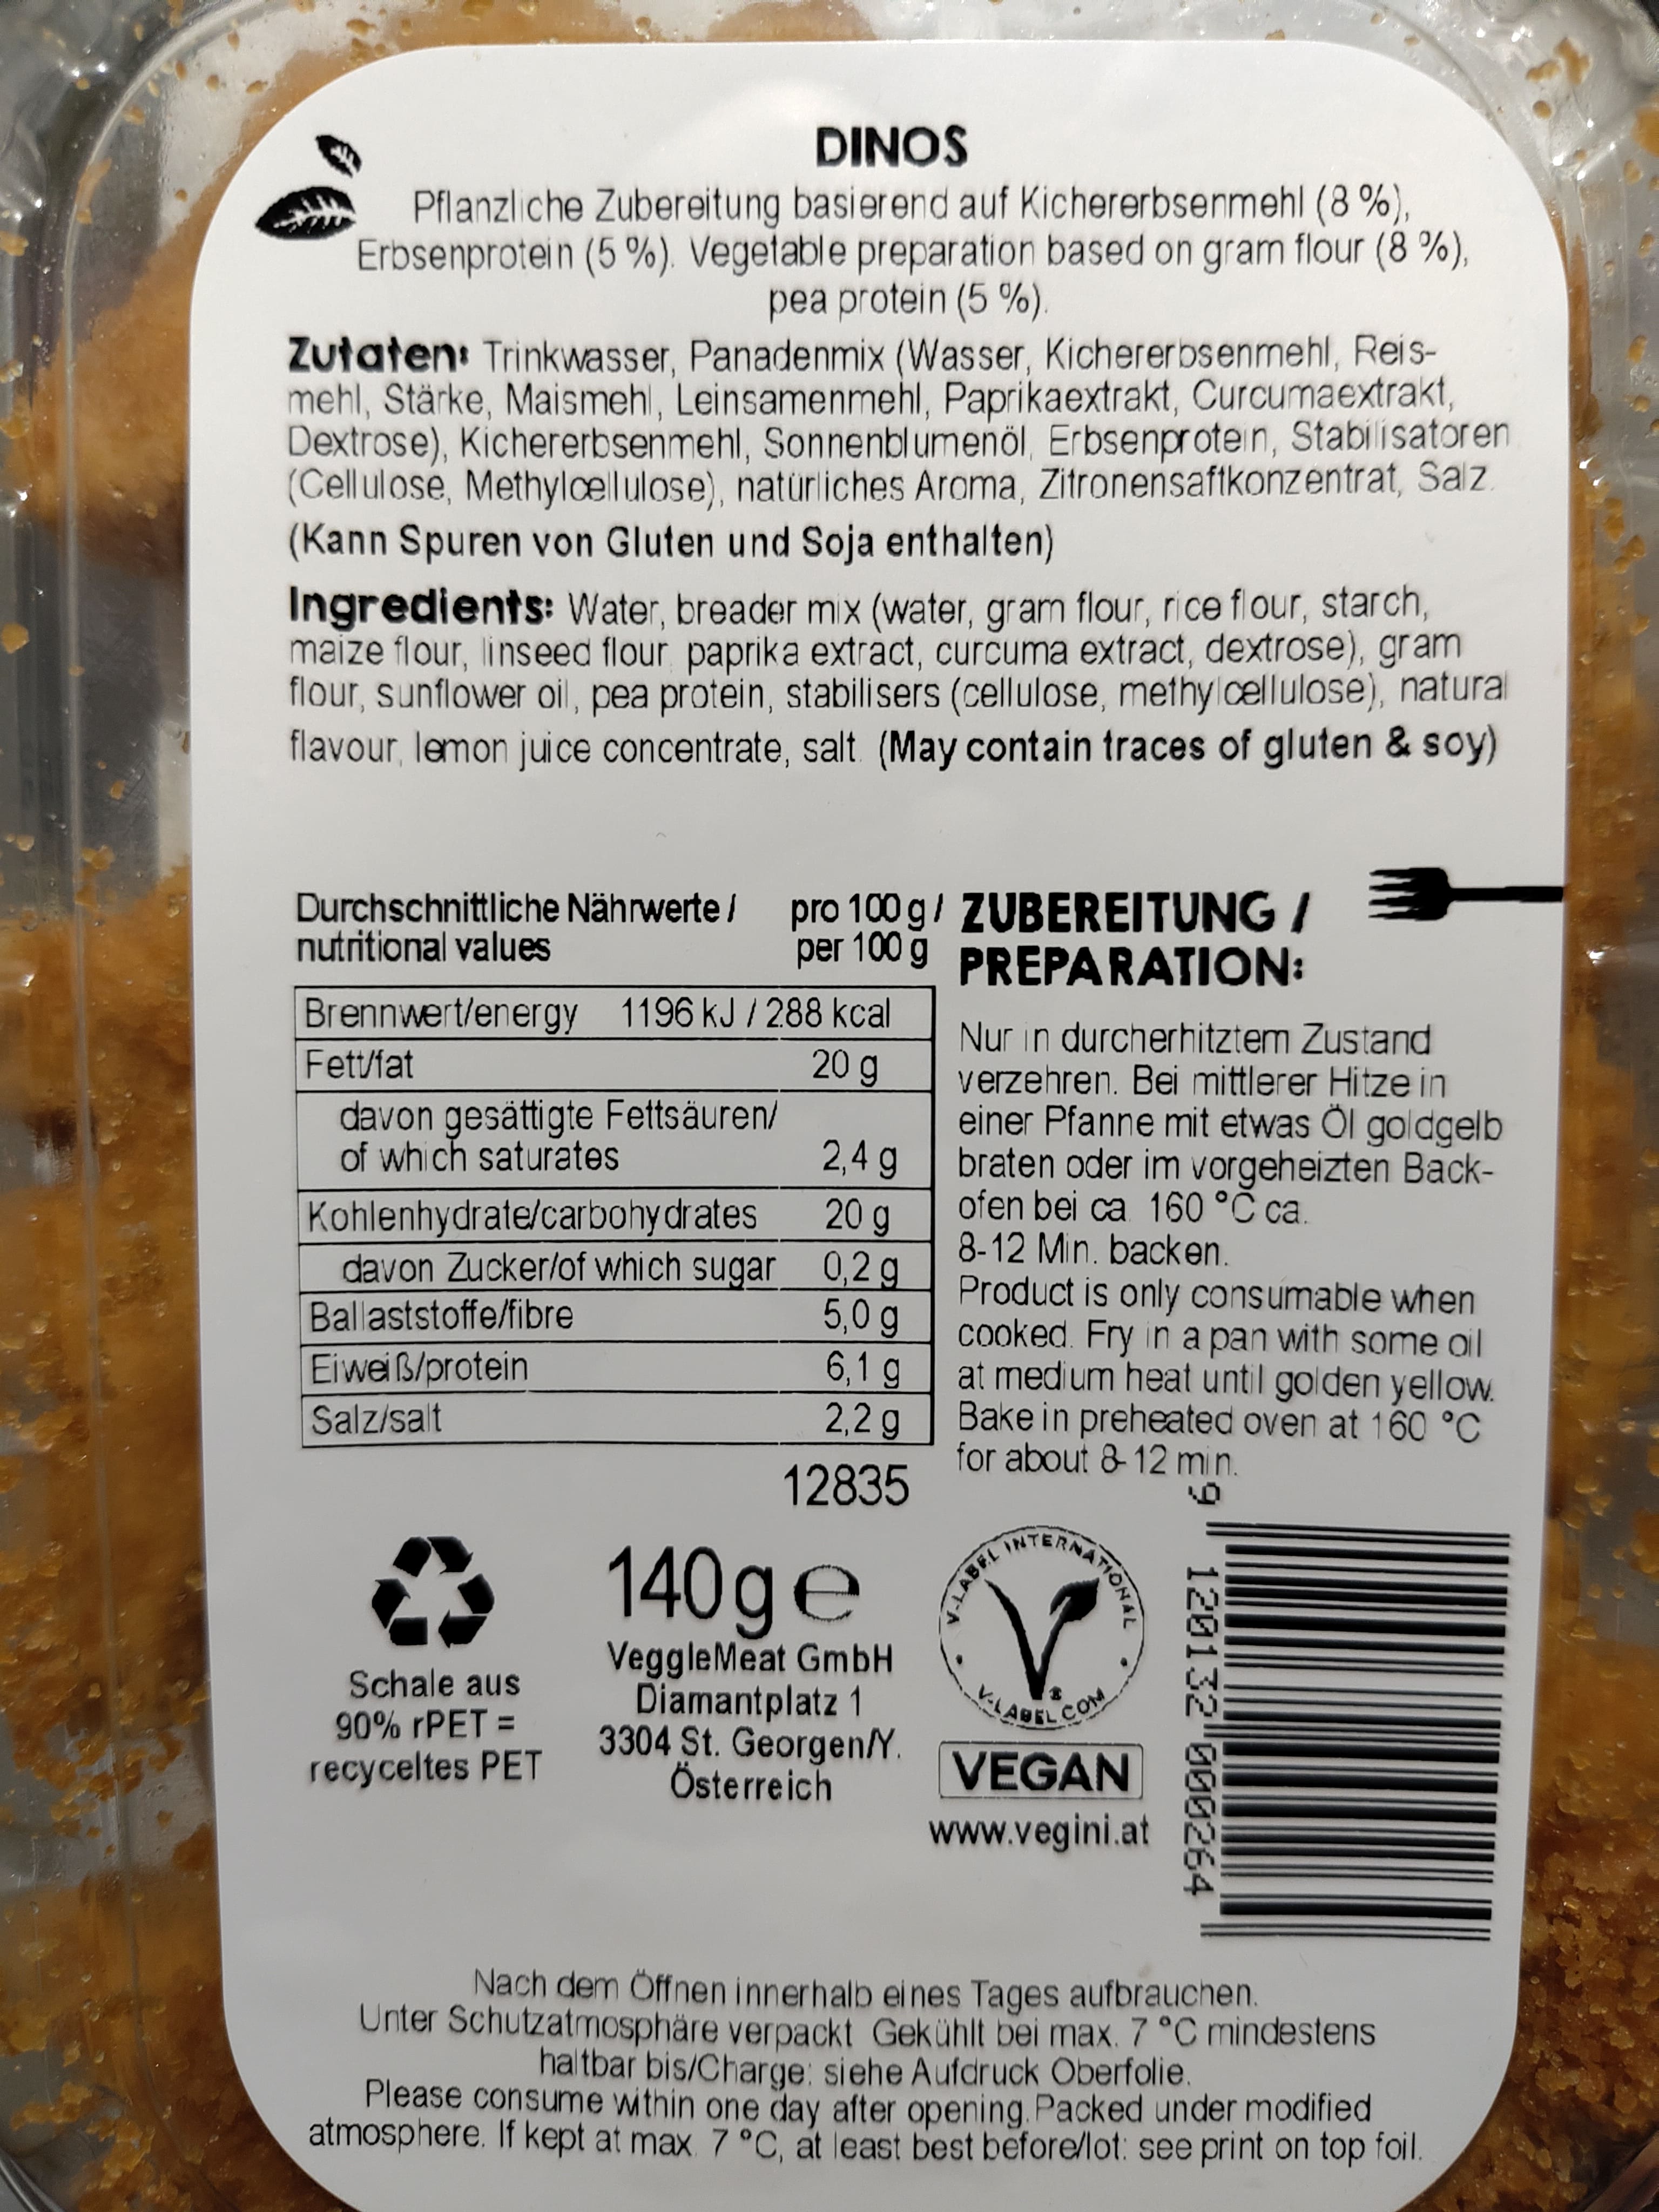 DINOS
Pflanzliche Zubereitung basierend auf Kichererbsenmehl (8 %),
Erbsenprotein (5 %). Vegetable preparation based on gram flour (8 %),
pea protein (5 %).
Zutaten: Trinkwasser, Panadenmix (Wasser, Kichererbsenmehl, Reis-
mehl, Stärke, Maismehl, Leinsamenmehl, Paprikaextrakt, Curcumaextrakt,
Dextrose), Kichererbsenmehl, Sonnenblumenöl, Erbsenprotein, Stabilisatoren
(Cellulose, Methylcellulose), natürliches Aroma, Zitronensaftkonzentrat, Salz.
(Kann Spuren von Gluten und Soja enthalten)
Ingredients: Water, breader mix (water, gram flour, rice flour, starch,
maize flour, linseed flour, paprika extract, curcuma extract, dextrose), gram
flour, sunflower oil, pea protein, stabilisers (cellulose, methylcellulose), natural
flavour, lemon juice concentrate, salt. (May contain traces of gluten & soy)
Durchschnittliche Nährwerte / pro 100 g /
nutritional values per 100 g
Brennwert/energy 1196 kJ / 288 kcal
Fett/fat 20 g
davon gesättigte Fettsäuren/
of which saturates 2,4 g
Kohlenhydrate/carbohydrates 20 g
davon Zucker/of which sugar 0,2 g
Ballaststoffe/fibre 5,0 g
Eiweiß/protein 6,1 g
Salz/salt 2,2 g
12835
ZUBEREITUNG /
PREPARATION:
Nur in durcherhitztem Zustand
verzehren. Bei mittlerer Hitze in
einer Pfanne mit etwas Öl goldgelb
braten oder im vorgeheizten Back-
ofen bei ca. 160 °C ca.
8-12 Min. backen.
Product is only consumable when
cooked. Fry in a pan with some oil
at medium heat until golden yellow.
Bake in preheated oven at 160 °C
for about 8-12 min.
Schale aus
90% rPET =
recyceltes PET
140 g e
VeggieMeat GmbH
Diamantplatz 1
3304 St. Georgen/Y.
Österreich
V-LABEL INTERNATIONAL
V-LABEL.COM
VEGAN
www.vegini.at
9 120132 000264
Nach dem Öffnen innerhalb eines Tages aufbrauchen.
Unter Schutzatmosphäre verpackt. Gekühlt bei max. 7 °C mindestens
haltbar bis/Charge: siehe Aufdruck Oberfolie.
Please consume within one day after opening. Packed under modified
atmosphere. If kept at max. 7 °C, at least best before/lot: see print on top foil.